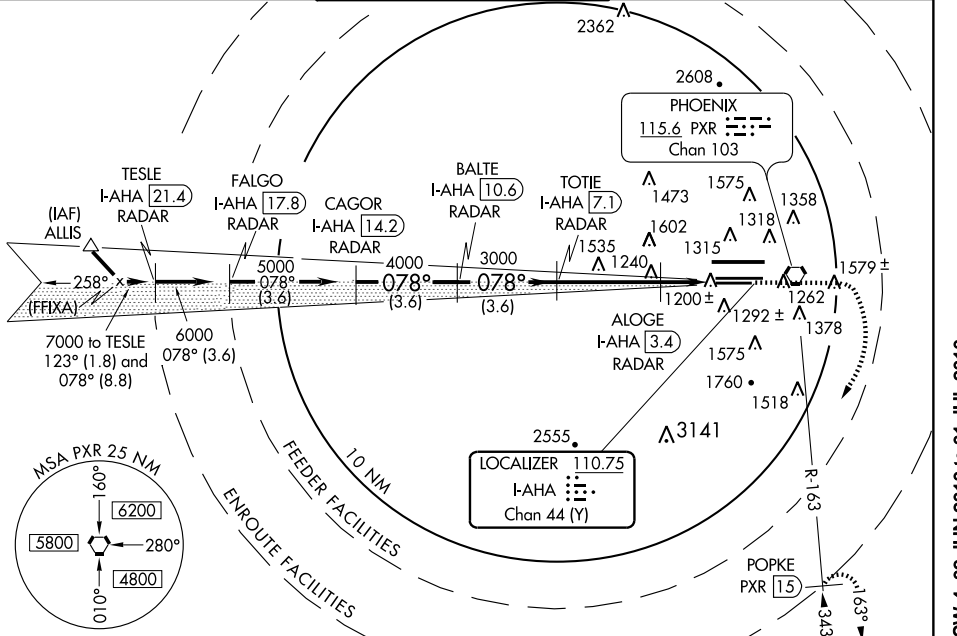 2362
2608
PHOENIX
115.6 PXR
Chan 103
TESLE
I-AHA 21.4
RADAR
FALGO
I-AHA 17.8
RADAR
CAGOR
I-AHA 14.2
RADAR
BALTE
I-AHA 10.6
RADAR
TOTIE
I-AHA 7.1
RADAR
(IAF)
ALLIS
1473
1575
1358
1318
1602
1315
1535
1240
1579 ±
258°
5000
078°
(3.6)
4000
078°
(3.6)
3000
078°
(3.6)
(FFIXA)
7000 to TESLE
123° (1.8) and
078° (8.8)
6000
078° (3.6)
1200 ±
1262
1292 ±
1378
ALOGE
I-AHA 3.4
RADAR
1575
1760
1518
3141
2555
LOCALIZER 110.75
I-AHA
Chan 44 (Y)
10 NM
FEEDER FACILITIES
ENROUTE FACILITIES
MSA PXR 25 NM
160°
6200
5800
280°
4800
010°
R-163
POPKE
PXR 15
163°
343